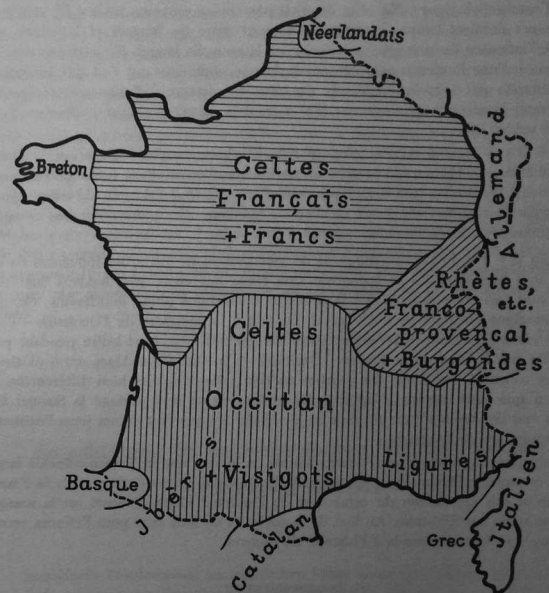 Néerlandais
Breton
Celtes
Français
+Francs
Allemand
Rhètes,
etc.
Franco-
provençal
+Burgondes
Celtes
Occitan
+Visigots
Ligures
Basque
Jbères
Catalan
Grec
Italien